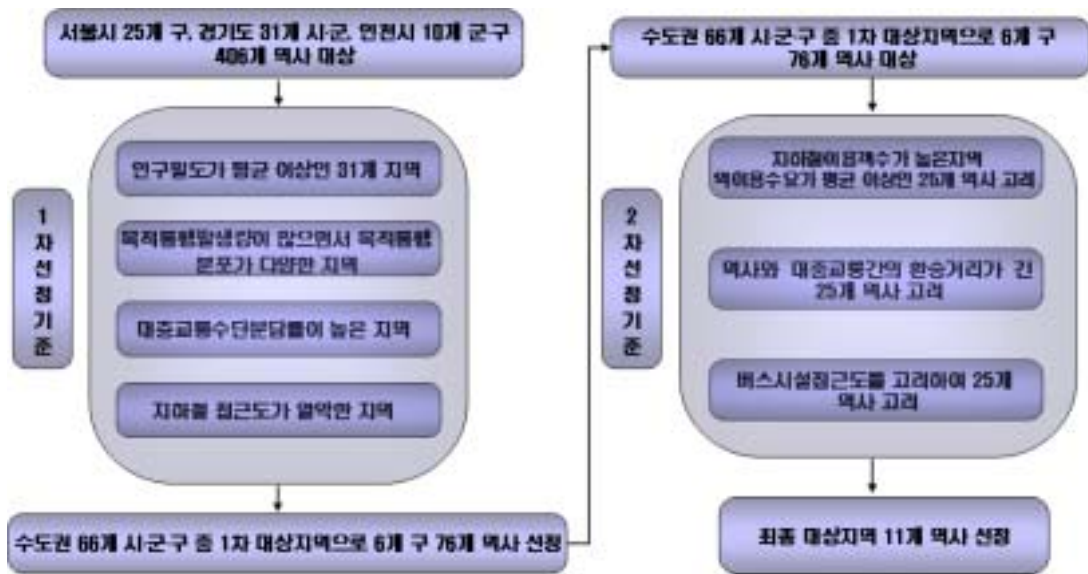 서울시 25개 구, 경기도 31개 시·군, 인천시 10개 군·구
406개 역사 대상
1
차
선
정
기
준
인구밀도가 평균 이상인 31개 지역
목적통행발생량이 많으면서 목적통행
분포가 다양한 지역
대중교통수단분담률이 높은 지역
지하철 접근도가 열악한 지역
수도권 66개 시·군·구 중 1차 대상지역으로 6개 구 76개 역사 선정
수도권 66개 시·군·구 중 1차 대상지역으로 6개 구
76개 역사 대상
2
차
선
정
기
준
지하철이용객수가 높은지역
역이용수요가 평균 이상인 25개 역사 고려
역사와 대중교통간의 환승거리가 긴
25개 역사 고려
버스시설접근도를 고려하여 25개
역사 고려
최종 대상지역 11개 역사 선정